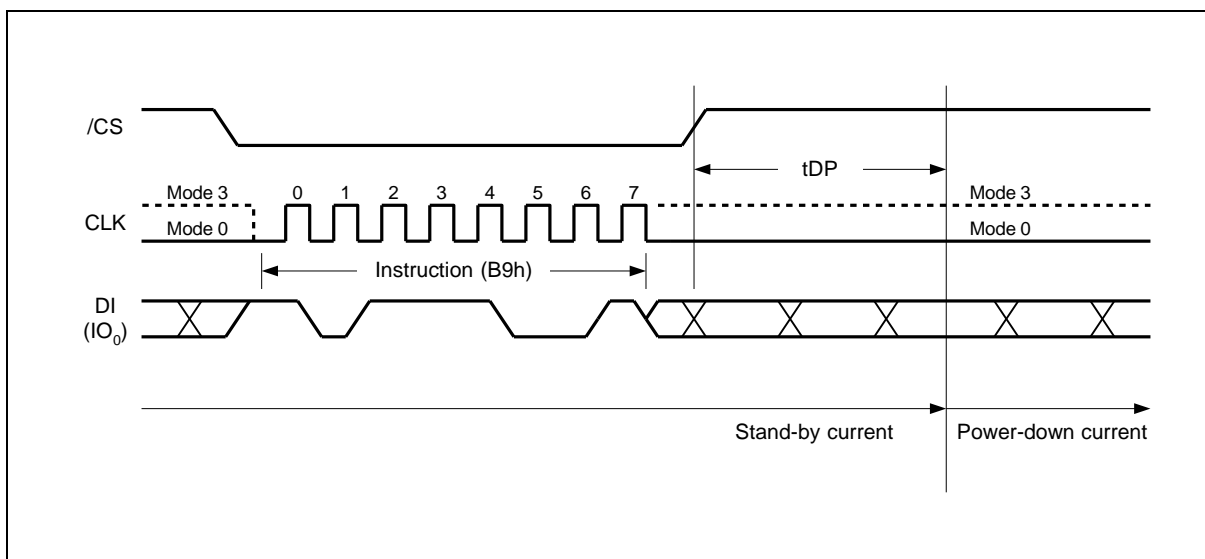 /CS
tDP
Mode 3 0 1 2 3 4 5 6 7 Mode 3
CLK
Mode 0 Mode 0
Instruction (B9h)
DI
(IO₀)
Stand-by current Power-down current